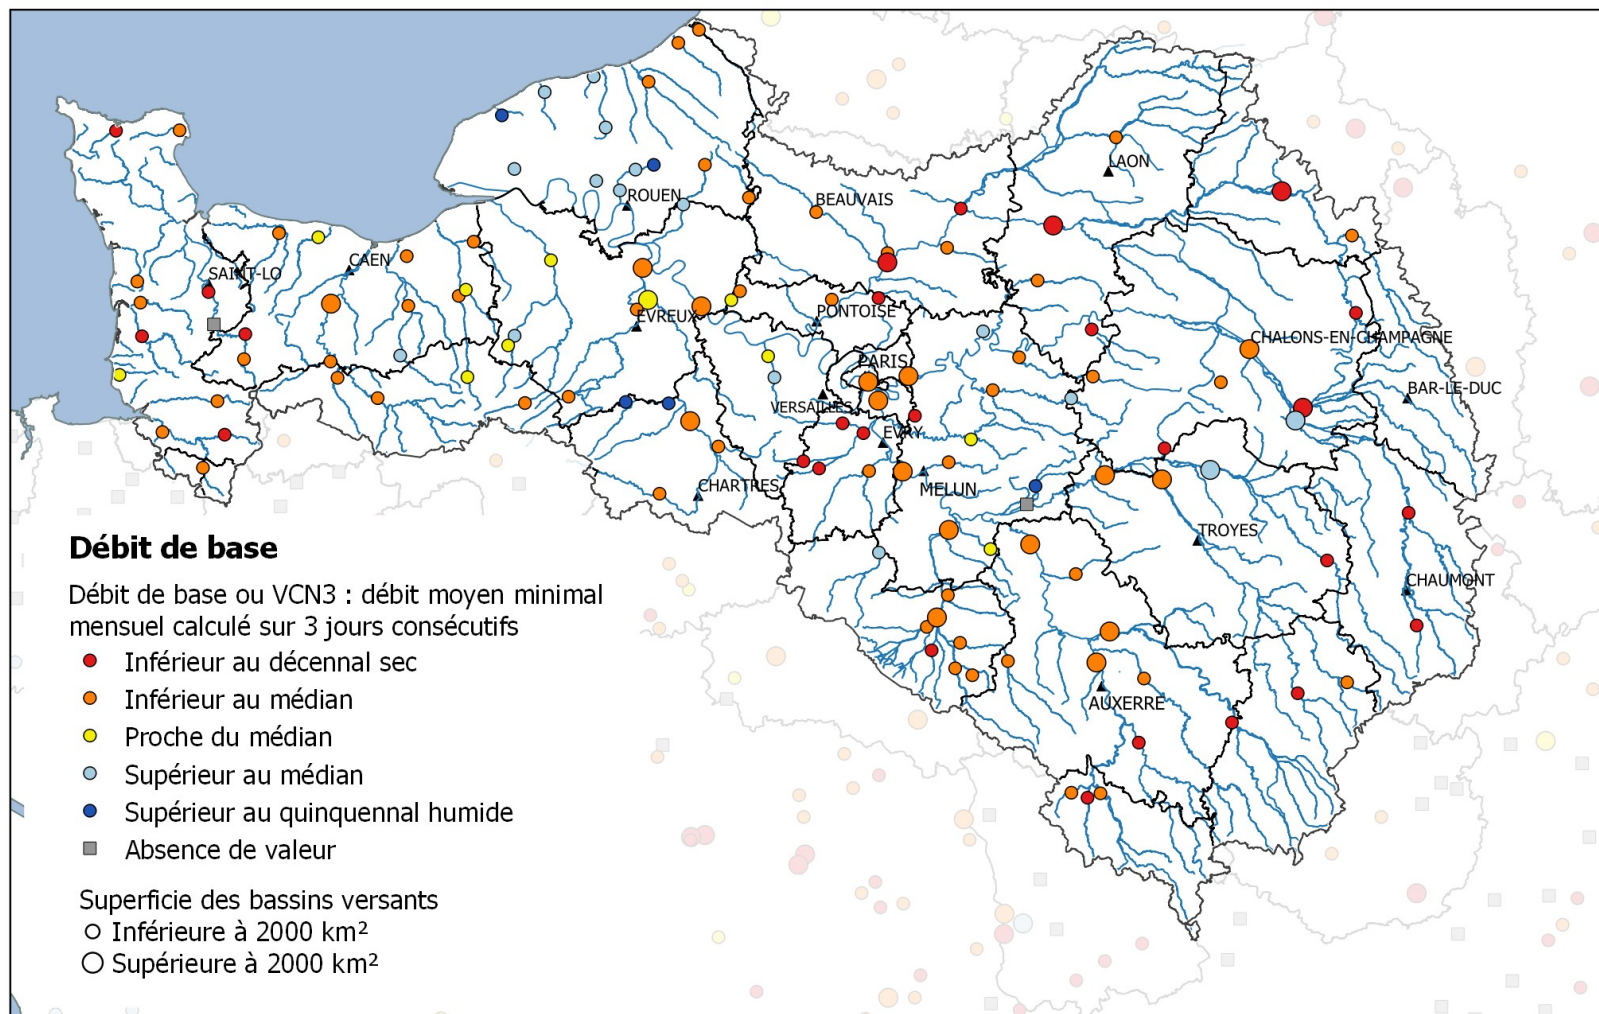 LAON
ROUEN
BEAUVAIS
CAEN
SAINT-LO
EVREUX
PONTOISE
CHALONS-EN-CHAMPAGNE
PARIS
BAR-LE-DUC
VERSAILLES
EVRY
CHARTRES
MELUN
TROYES
CHAUMONT
AUXERRE
Débit de base
Débit de base ou VCN3 : débit moyen minimal
mensuel calculé sur 3 jours consécutifs
Inférieur au décennal sec
Inférieur au médian
Proche du médian
Supérieur au médian
Supérieur au quinquennal humide
Absence de valeur
Superficie des bassins versants
Inférieure à 2000 km²
Supérieure à 2000 km²